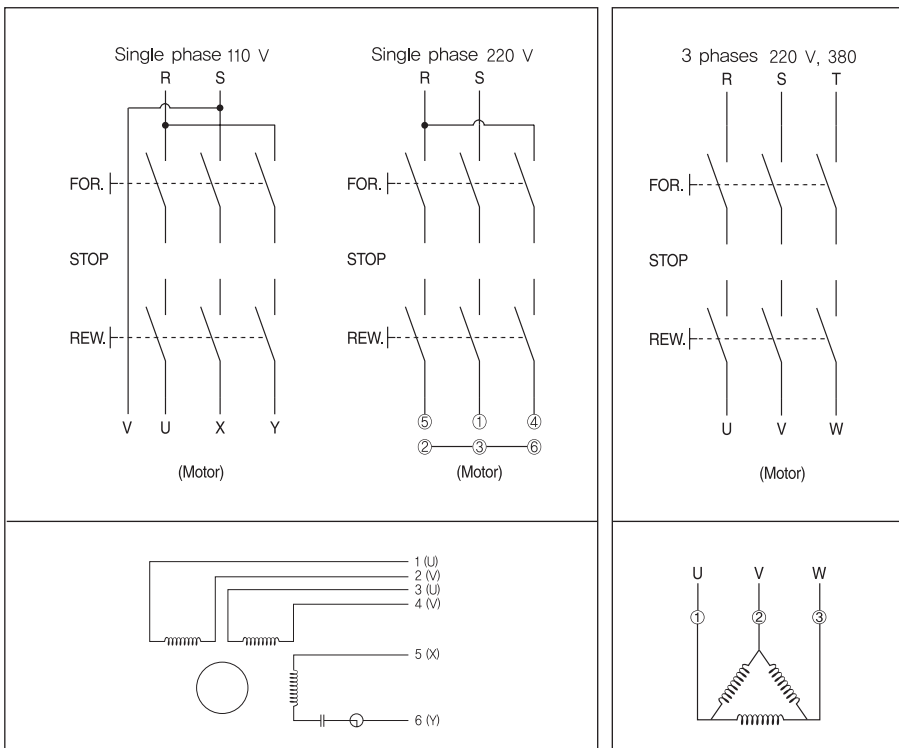 Single phase 110 V
R S
FOR.
STOP
REW.
V U X Y
(Motor)
Single phase 220 V
R S
FOR.
STOP
REW.
⑤ ① ④
② ③ ⑥
(Motor)
3 phases 220 V, 380
R S T
FOR.
STOP
REW.
U V W
(Motor)
1 (U)
2 (V)
3 (U)
4 (V)
5 (X)
6 (Y)
U V W
① ② ③